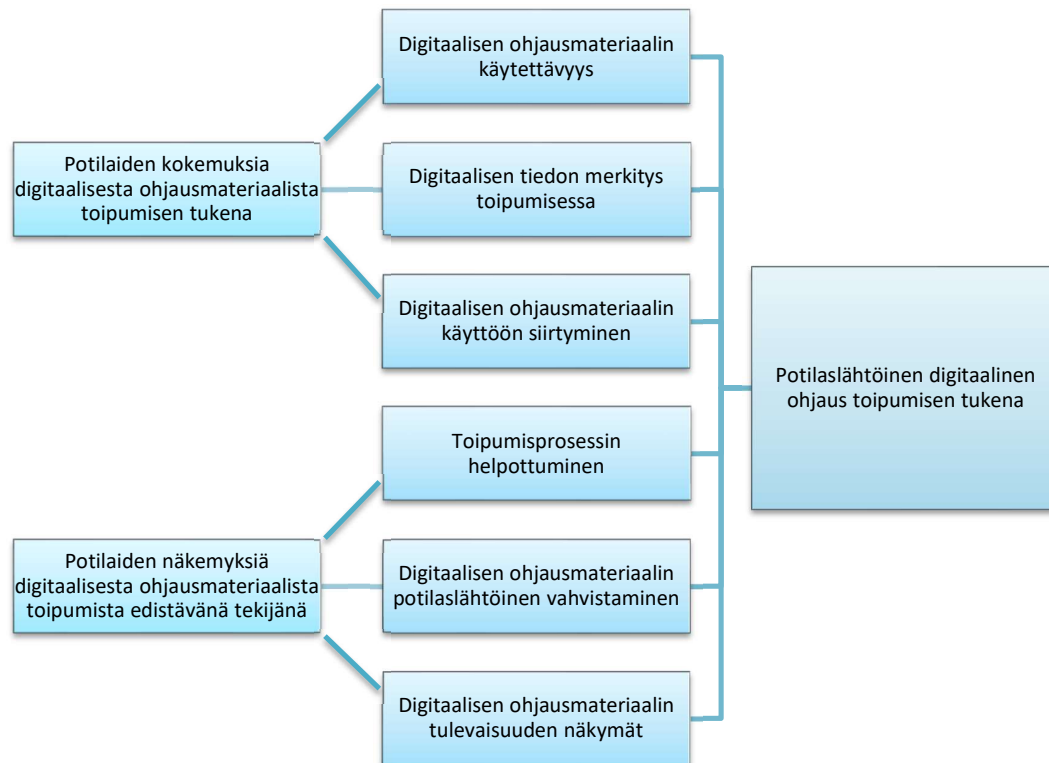 Potilaiden kokemuksia
digitaalisesta ohjausmateriaalista
toipumisen tukena
Digitaalisen ohjausmateriaalin
käytettävyys
Digitaalisen tiedon merkitys
toipumisessa
Digitaalisen ohjausmateriaalin
käyttöön siirtyminen
Potilaiden näkemyksiä
digitaalisesta ohjausmateriaalista
toipumista edistävänä tekijänä
Toipumisprosessin
helpottuminen
Digitaalisen ohjausmateriaalin
potilaslähtöinen vahvistaminen
Digitaalisen ohjausmateriaalin
tulevaisuuden näkymät
Potilaslähtöinen digitaalinen
ohjaus toipumisen tukena